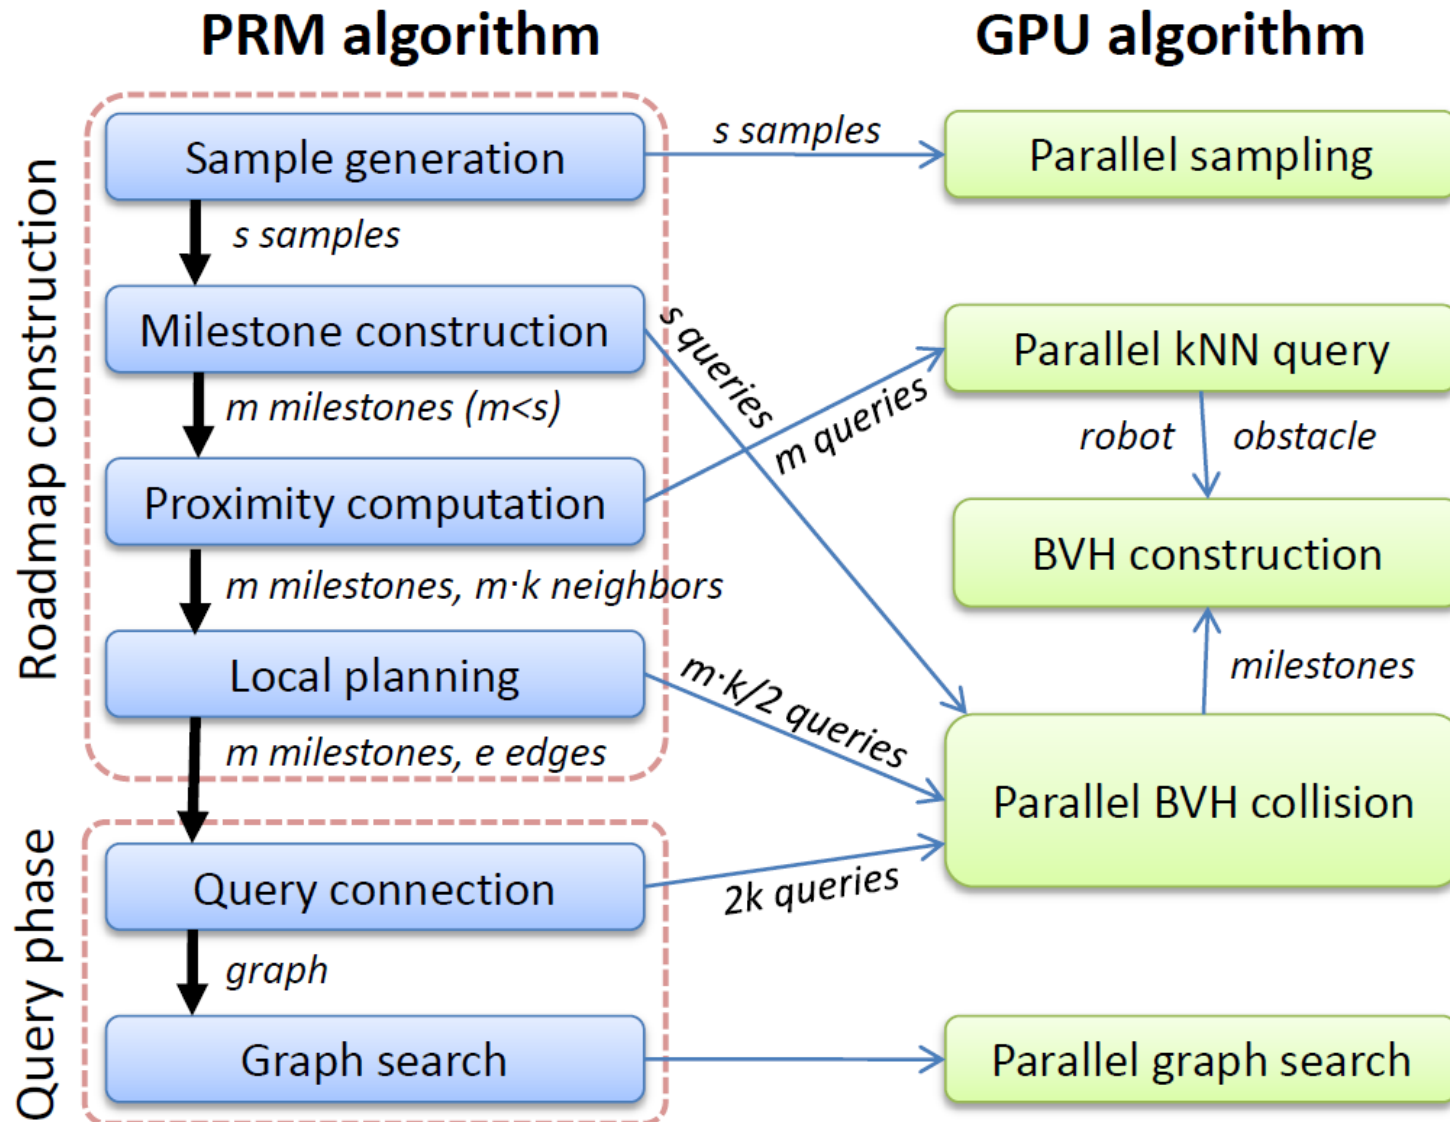 PRM algorithm
GPU algorithm
Roadmap construction
Sample generation
s samples
Parallel sampling
s samples
Milestone construction
s queries
Parallel kNN query
m milestones (m<s)
m queries
robot
obstacle
Proximity computation
BVH construction
m milestones, m·k neighbors
Local planning
m·k/2 queries
milestones
m milestones, e edges
Parallel BVH collision
Query phase
Query connection
2k queries
graph
Graph search
Parallel graph search